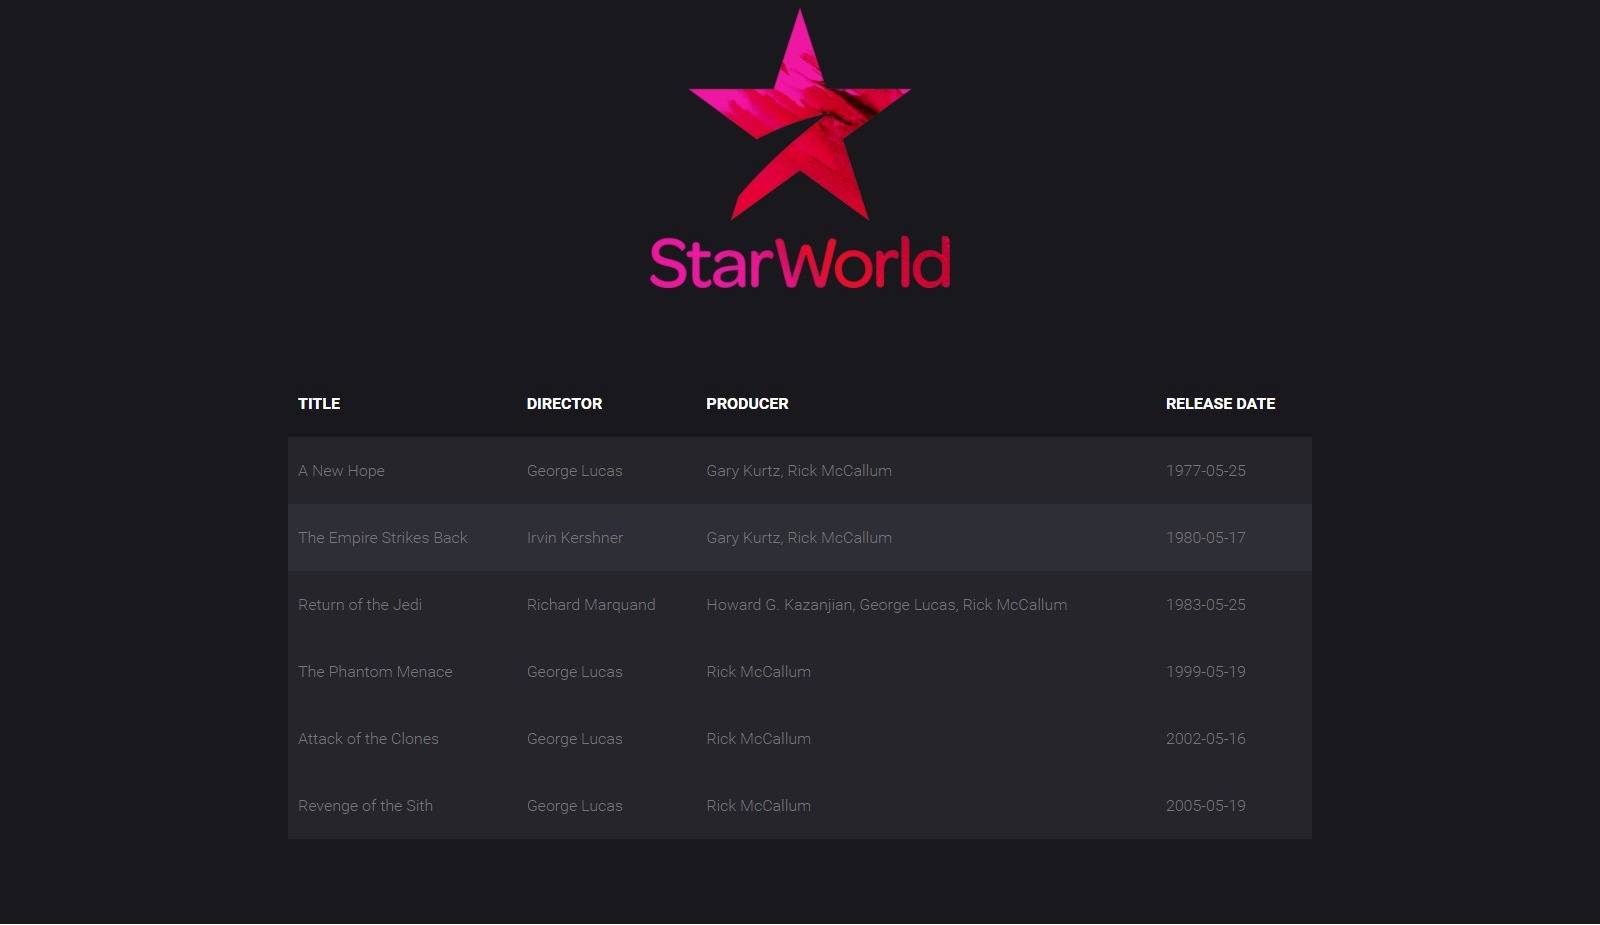 StarWorld
TITLE DIRECTOR PRODUCER RELEASE DATE
A New Hope George Lucas Gary Kurtz, Rick McCallum 1977-05-25
The Empire Strikes Back Irvin Kershner Gary Kurtz, Rick McCallum 1980-05-17
Return of the Jedi Richard Marquand Howard G. Kazanjian, George Lucas, Rick McCallum 1983-05-25
The Phantom Menace George Lucas Rick McCallum 1999-05-19
Attack of the Clones George Lucas Rick McCallum 2002-05-16
Revenge of the Sith George Lucas Rick McCallum 2005-05-19